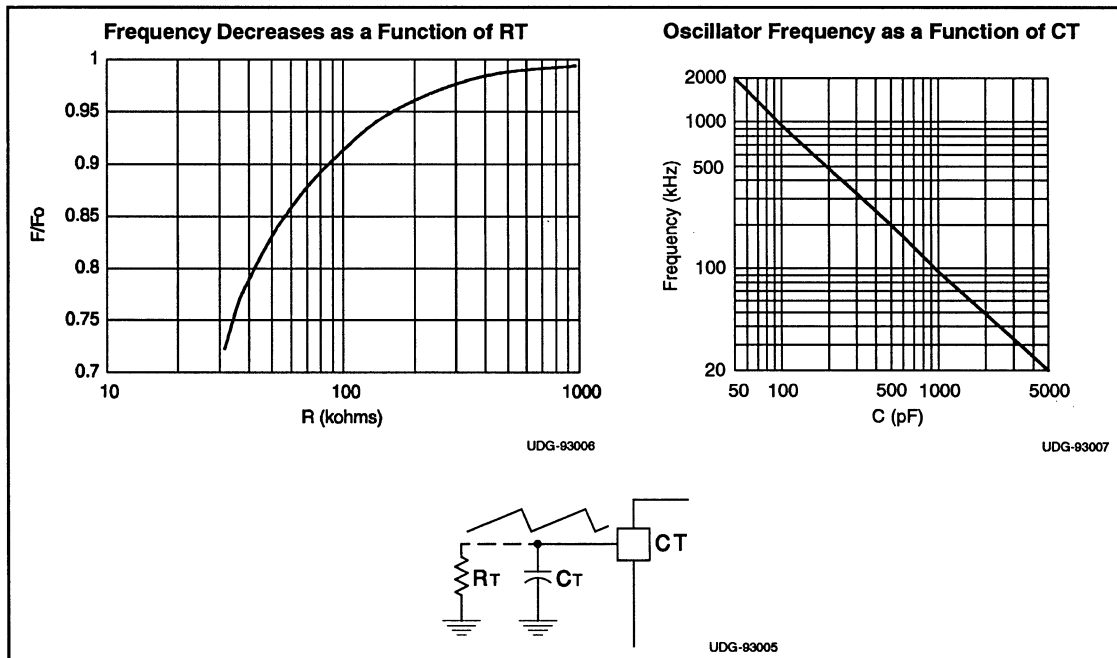 Frequency Decreases as a Function of RT
1
0.95
0.9
0.85
0.8
0.75
0.7
F/Fo
10
100
1000
R (kohms)
UDG-93006
Oscillator Frequency as a Function of CT
2000
1000
500
100
20
Frequency (kHz)
50
100
500
1000
5000
C (pF)
UDG-93007
RT
CT
CT
UDG-93005